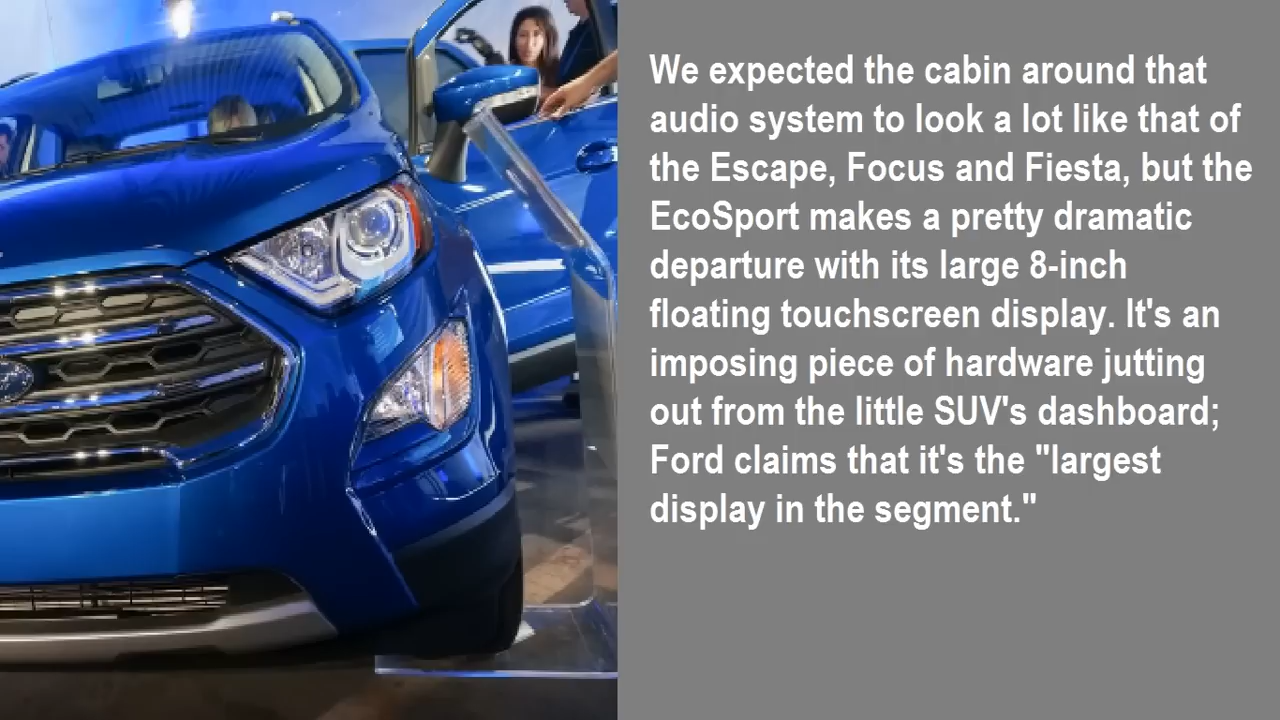 We expected the cabin around that
audio system to look a lot like that of
the Escape, Focus and Fiesta, but the
EcoSport makes a pretty dramatic
departure with its large 8-inch
floating touchscreen display. It's an
imposing piece of hardware jutting
out from the little SUV's dashboard;
Ford claims that it's the "largest
display in the segment."